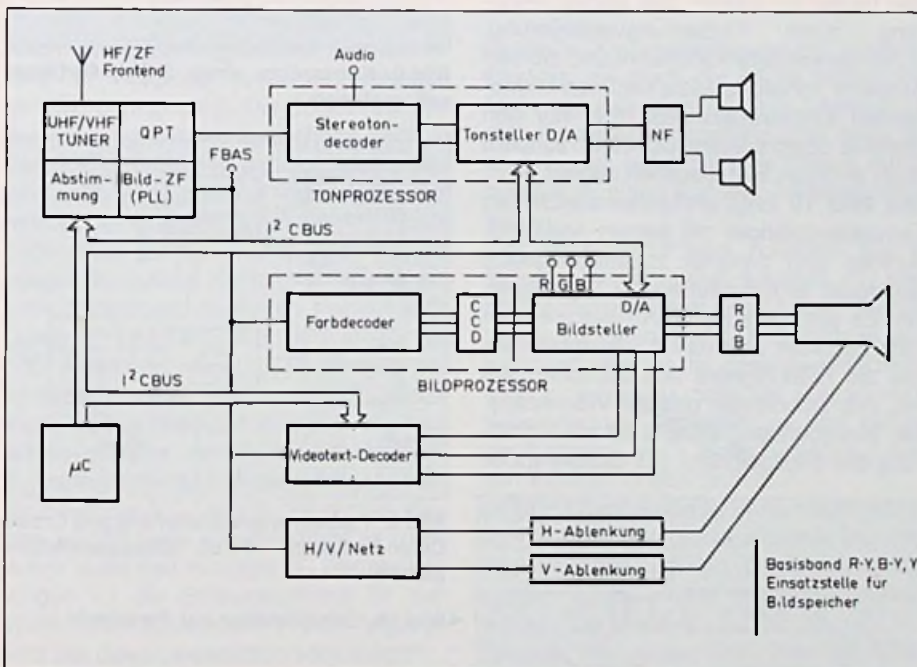 HF/ZF
Frontend
Audio
UHF/VHF
TUNER
QPT
Abstim-
mung
Bild-ZF
(PLL)
FBAS
Stereoton-
decoder
Tonsteller D/A
NF
TONPROZESSOR
I² CBUS
R G B
D/A
Farbdecoder
C
C
D
Bildsteller
R
G
B
BILDPROZESSOR
I² CBUS
µC
Videotext-Decoder
H/V/Netz
H-Ablenkung
V-Ablenkung
Basisband R-Y, B-Y, Y
Einsatzstelle für
Bildspeicher